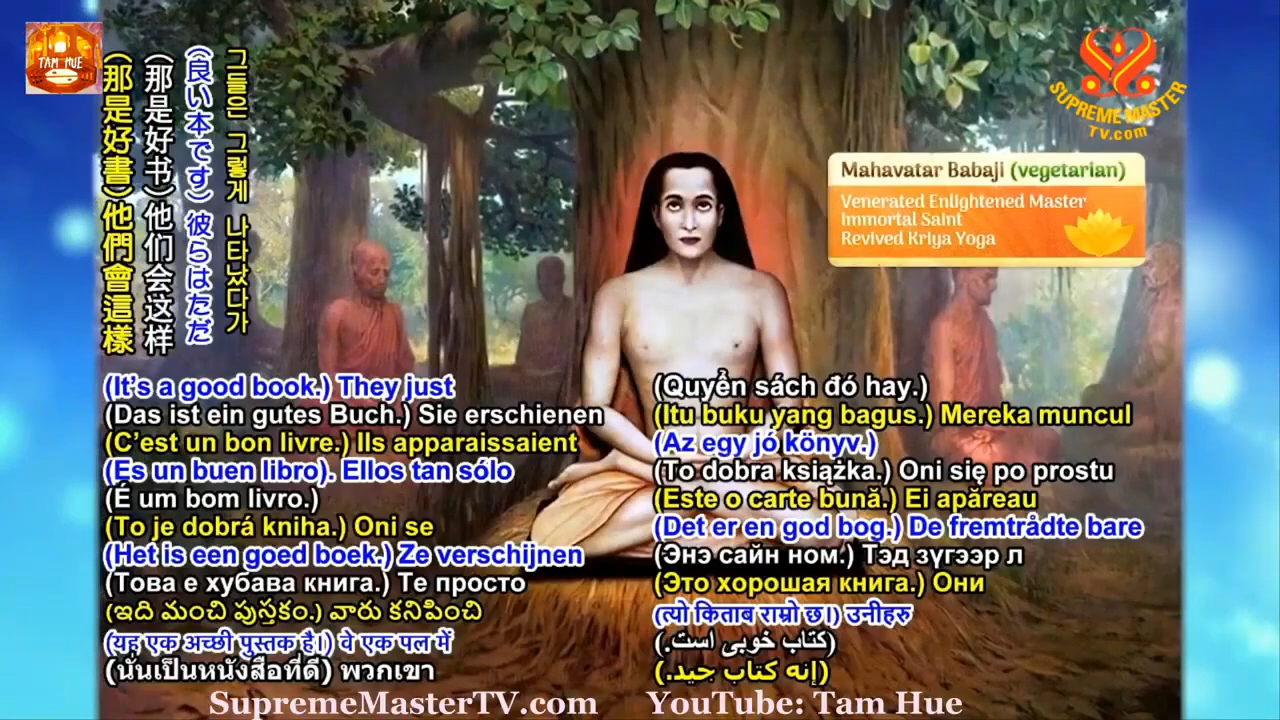 TAM HUE
그들은 그렇게 나타났다가
(良い本です) 彼らはただ
(那是好书)他们会这样
(那是好書)他們會這樣
SUPREME MASTER
TV.com
Mahavatar Babaji (vegetarian)
Venerated Enlightened Master
Immortal Saint
Revived Kriya Yoga
(It's a good book.) They just
(Das ist ein gutes Buch.) Sie erschienen
(C'est un bon livre.) Ils apparaissaient
(Es un buen libro). Ellos tan sólo
(É um bom livro.)
(To je dobrá kniha.) Oni se
(Het is een goed boek.) Ze verschijnen
(Това е хубава книга.) Те просто
(ఇది మంచి పుస్తకం.) వారు కనిపించి
(यह एक अच्छी पुस्तक है।) वे एक पल में
(นั่นเป็นหนังสือที่ดี) พวกเขา
(Quyển sách đó hay.)
(Itu buku yang bagus.) Mereka muncul
(Az egy jó könyv.)
(To dobra książka.) Oni się po prostu
(Este o carte bună.) Ei apăreau
(Det er en god bog.) De fremtrådte bare
(Энэ сайн ном.) Тэд зүгээр л
(Это хорошая книга.) Они
(त्यो किताब राम्रो छ।) उनीहरु
(کتاب خوبی است.)
(إنه كتاب جيد.)
SupremeMasterTV.com YouTube: Tam Hue